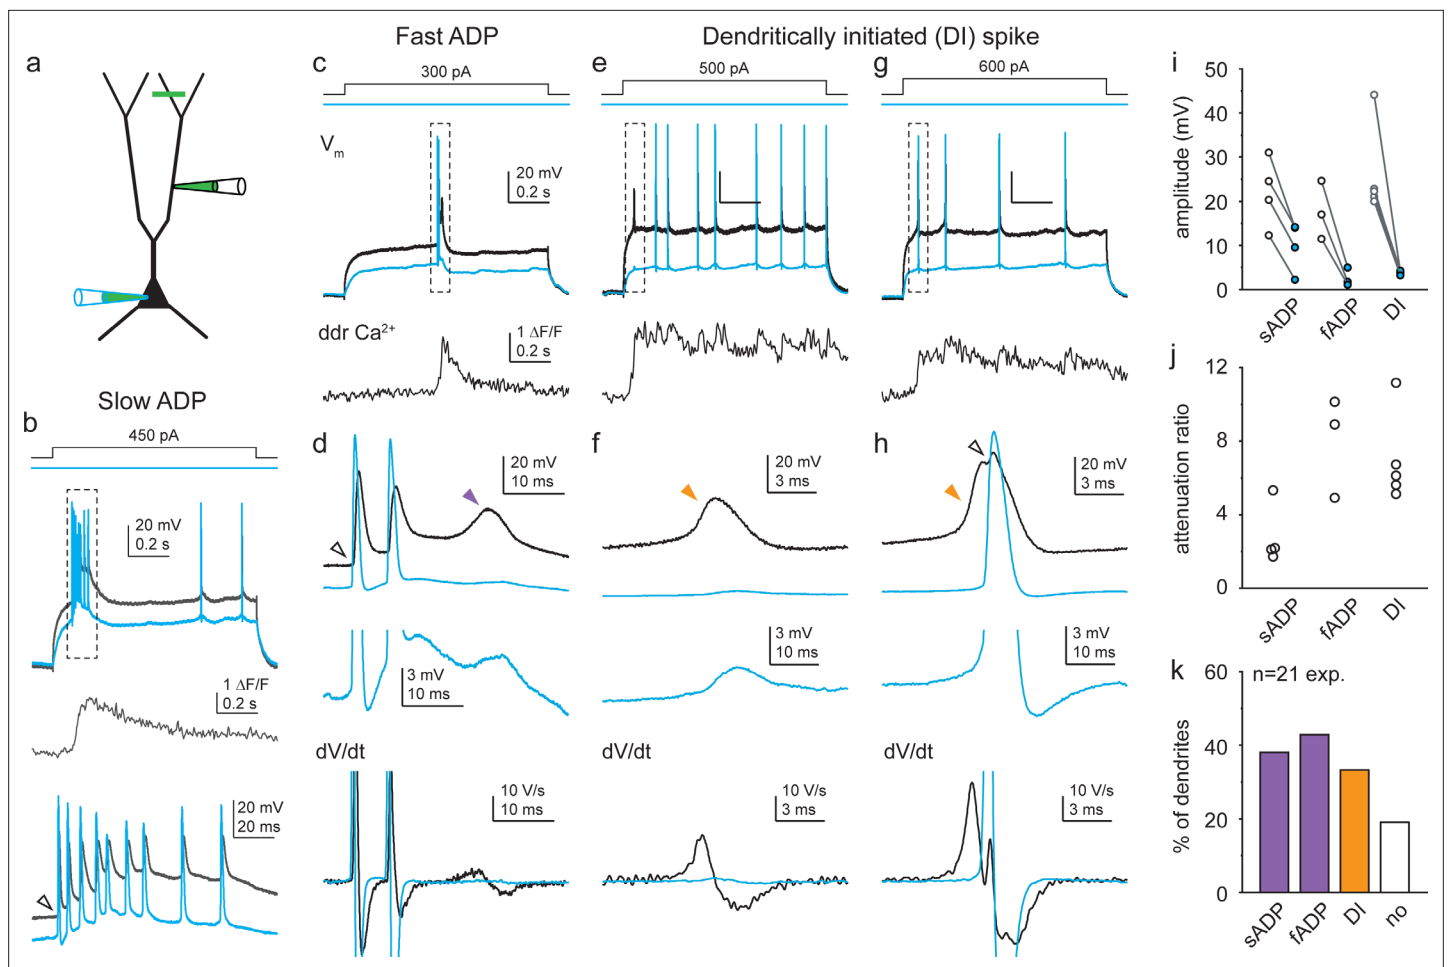 Fast ADP
Dendritically initiated (DI) spike
a
c
300 pA
Vm
20 mV
0.2 s
ddr Ca2+
1 ΔF/F
0.2 s
e
500 pA
g
600 pA
i
50
40
30
20
10
0
amplitude (mV)
sADP
fADP
DI
Slow ADP
b
450 pA
20 mV
0.2 s
1 ΔF/F
0.2 s
20 mV
20 ms
d
20 mV
10 ms
3 mV
10 ms
dV/dt
10 V/s
10 ms
f
20 mV
3 ms
3 mV
10 ms
dV/dt
10 V/s
3 ms
h
20 mV
3 ms
3 mV
10 ms
dV/dt
10 V/s
3 ms
j
12
8
4
0
attenuation ratio
sADP
fADP
DI
k
n=21 exp.
60
40
20
0
% of dendrites
sADP
fADP
DI
no